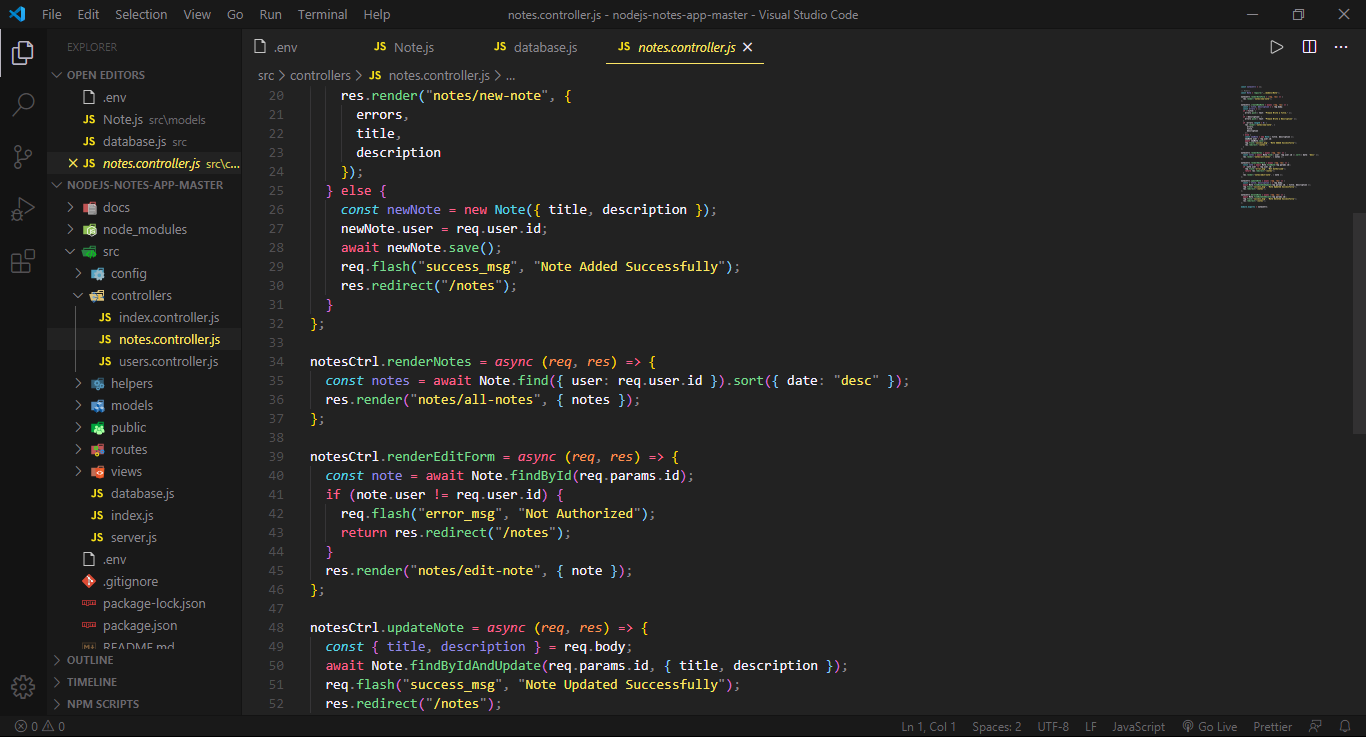 File Edit Selection View Go Run Terminal Help
notes.controller.js - nodejs-notes-app-master - Visual Studio Code
EXPLORER
OPEN EDITORS
.env
JS Note.js src\models
JS database.js src
JS notes.controller.js src\c...
NODEJS-NOTES-APP-MASTER
docs
node_modules
src
config
controllers
JS index.controller.js
JS notes.controller.js
JS users.controller.js
helpers
models
public
routes
views
JS database.js
JS index.js
JS server.js
.env
.gitignore
package-lock.json
package.json
README.md
OUTLINE
TIMELINE
NPM SCRIPTS
.env
JS Note.js
JS database.js
JS notes.controller.js
src > controllers > JS notes.controller.js > ...
20 res.render("notes/new-note", {
21 errors,
22 title,
23 description
24 });
25 } else {
26 const newNote = new Note({ title, description });
27 newNote.user = req.user.id;
28 await newNote.save();
29 req.flash("success_msg", "Note Added Successfully");
30 res.redirect("/notes");
31 }
32 };
33
34 notesCtrl.renderNotes = async (req, res) => {
35 const notes = await Note.find({ user: req.user.id }).sort({ date: "desc" });
36 res.render("notes/all-notes", { notes });
37 };
38
39 notesCtrl.renderEditForm = async (req, res) => {
40 const note = await Note.findById(req.params.id);
41 if (note.user != req.user.id) {
42 req.flash("error_msg", "Not Authorized");
43 return res.redirect("/notes");
44 }
45 res.render("notes/edit-note", { note });
46 };
47
48 notesCtrl.updateNote = async (req, res) => {
49 const { title, description } = req.body;
50 await Note.findByIdAndUpdate(req.params.id, { title, description });
51 req.flash("success_msg", "Note Updated Successfully");
52 res.redirect("/notes");
0 0
Ln 1, Col 1 Spaces: 2 UTF-8 LF JavaScript Go Live Prettier